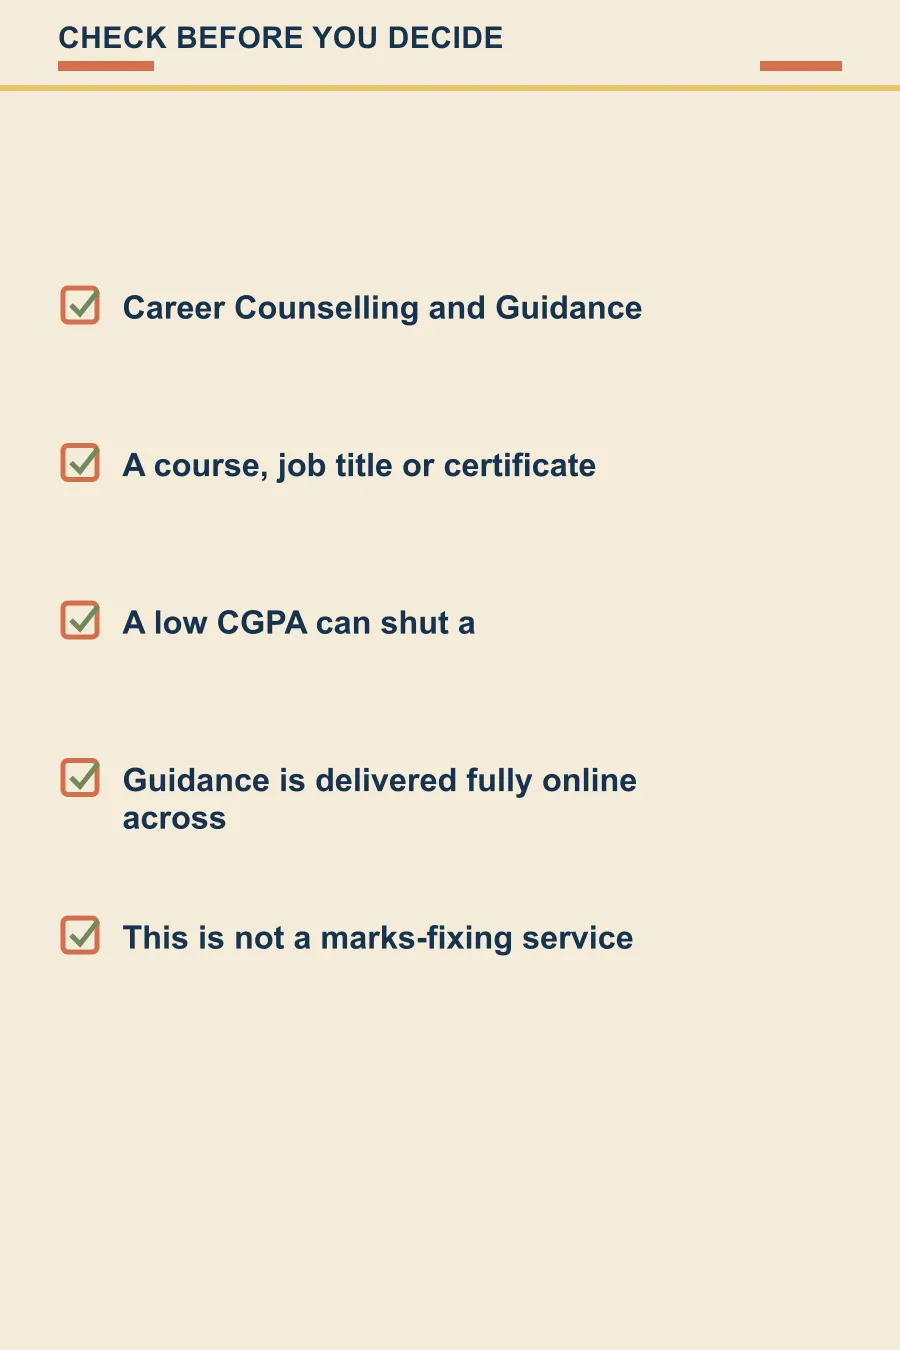 CHECK BEFORE YOU DECIDE
Career Counselling and Guidance
A course, job title or certificate
A low CGPA can shut a
Guidance is delivered fully online
across
This is not a marks-fixing service